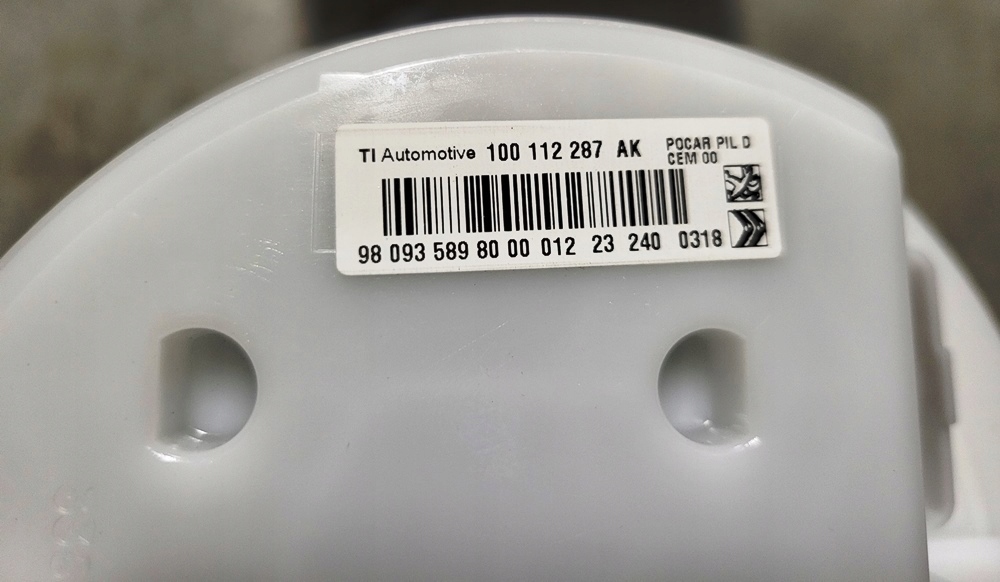 TI Automotive 100 112 287 AK
POCAR PIL D
CEM 00
98 093 589 80 00 012 23 240 0318